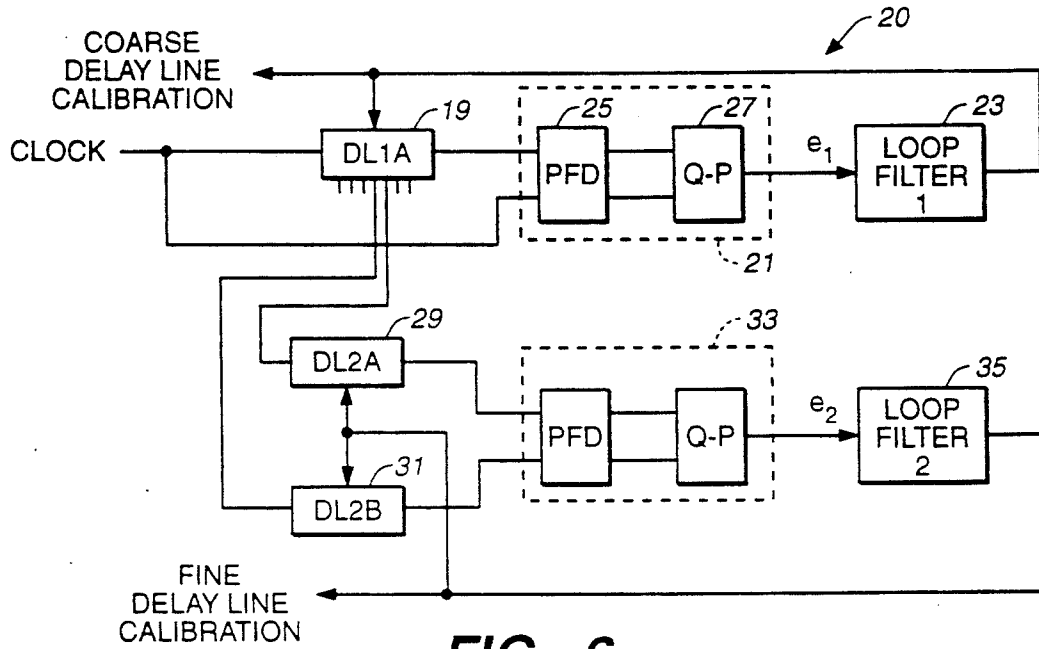 20
COARSE
DELAY LINE
CALIBRATION
19
25
27
23
CLOCK
DL1A
PFD
Q-P
e1
LOOP
FILTER
1
21
29
33
DL2A
35
PFD
Q-P
e2
LOOP
FILTER
2
31
DL2B
FINE
DELAY LINE
CALIBRATION